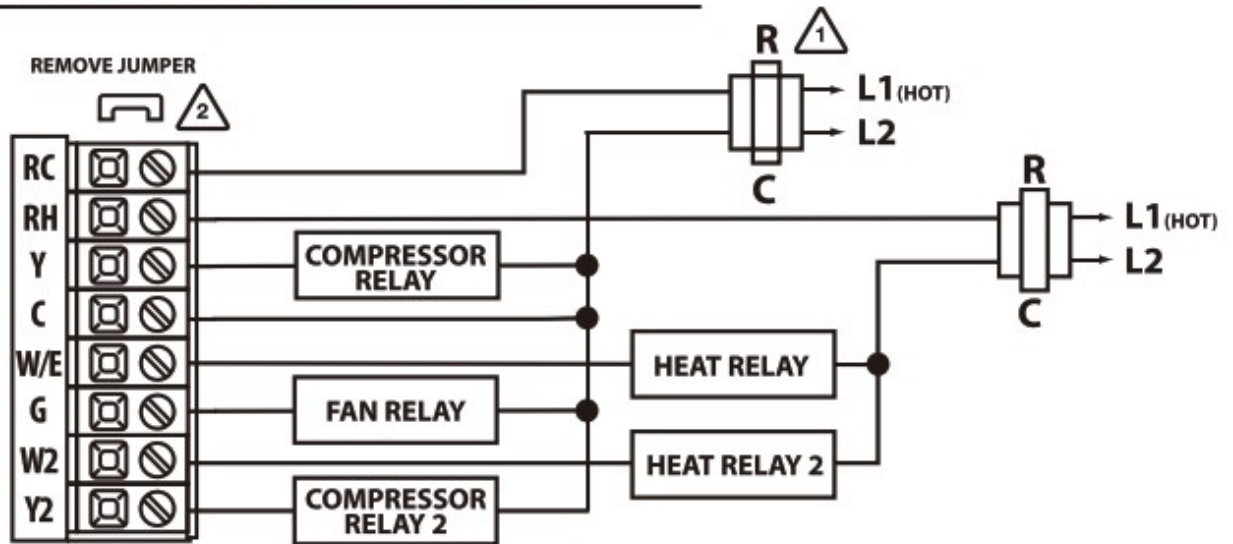 REMOVE JUMPER
2
R
1
L1 (HOT)
L2
C
R
L1 (HOT)
L2
C
RC
RH
Y
COMPRESSOR
RELAY
C
W/E
HEAT RELAY
G
FAN RELAY
W2
HEAT RELAY 2
Y2
COMPRESSOR
RELAY 2